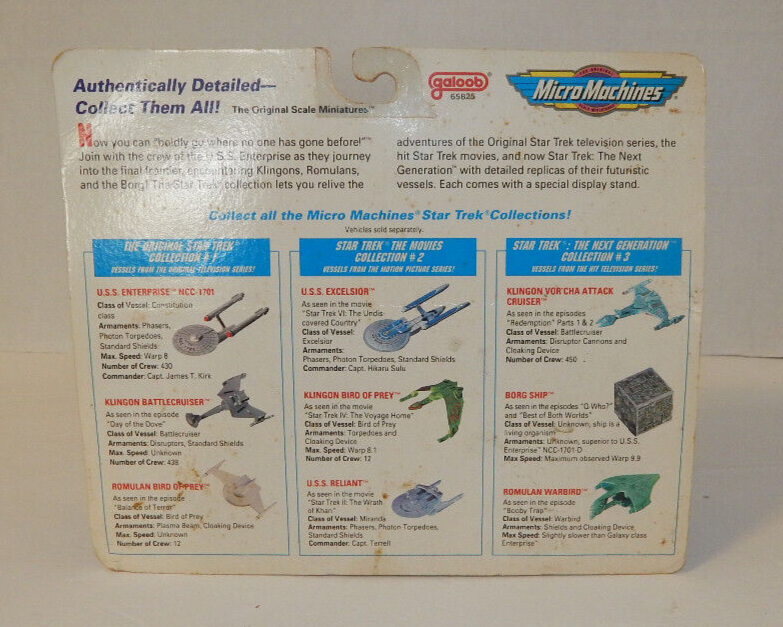 Authentically Detailed—
Collect Them All! The Original Scale Miniatures™
galoob®
65825
THE ORIGINAL
Micro Machines
Now you can "boldly go where no one has gone before!"™
Join with the crew of the U.S.S. Enterprise as they journey
into the final frontier, encountering Klingons, Romulans,
and the Borg! The Star Trek® collection lets you relive the
adventures of the Original Star Trek television series, the
hit Star Trek movies, and now Star Trek: The Next
Generation™ with detailed replicas of their futuristic
vessels. Each comes with a special display stand.
Collect all the Micro Machines® Star Trek® Collections!
Vehicles sold separately.
THE ORIGINAL STAR TREK®
COLLECTION #1
VESSELS FROM THE ORIGINAL TELEVISION SERIES!
U.S.S. ENTERPRISE™ NCC-1701
Class of Vessel: Constitution
class
Armaments: Phasers,
Photon Torpedoes,
Standard Shields
Max. Speed: Warp 8
Number of Crew: 430
Commander: Capt. James T. Kirk
KLINGON BATTLECRUISER™
As seen in the episode
"Day of the Dove"
Class of Vessel: Battlecruiser
Armaments: Disruptors, Standard Shields
Max. Speed: Unknown
Number of Crew: 438
ROMULAN BIRD OF PREY™
As seen in the episode
"Balance of Terror"
Class of Vessel: Bird of Prey
Armaments: Plasma Beam, Cloaking Device
Max. Speed: Unknown
Number of Crew: 12
STAR TREK® THE MOVIES
COLLECTION #2
VESSELS FROM THE MOTION PICTURE SERIES!
U.S.S. EXCELSIOR™
As seen in the movie
"Star Trek VI: The Undis-
covered Country"
Class of Vessel:
Excelsior
Armaments:
Phasers, Photon Torpedoes, Standard Shields
Commander: Capt. Hikaru Sulu
KLINGON BIRD OF PREY™
As seen in the movie
"Star Trek IV: The Voyage Home"
Class of Vessel: Bird of Prey
Armaments: Torpedoes and
Cloaking Device
Max. Warp 8.1
Number of Crew: 12
U.S.S. RELIANT™
As seen in the movie
"Star Trek II: The Wrath
of Khan"
Class of Vessel: Miranda
Armaments: Phasers, Photon Torpedoes,
Standard Shields
Commander: Capt. Terrell
STAR TREK®: THE NEXT GENERATION™
COLLECTION #3
VESSELS FROM THE HIT TELEVISION SERIES!
KLINGON VOR'CHA ATTACK
CRUISER™
As seen in the episodes
"Redemption" Parts 1 & 2
Class of Vessel: Battlecruiser
Armaments: Disruptor Cannons and
Cloaking Device
Number of Crew: 450
BORG SHIP™
As seen in the episodes "Q-Who?"
and "Best of Both Worlds"
Class of Vessel: Unknown, ship is a
living organism
Armaments: Unknown, superior to U.S.S.
Enterprise™ NCC-1701-D
Max Speed: Maximum observed Warp 9.9
ROMULAN WARBIRD™
As seen in the episode
"Booby Trap"
Class of Vessel: Warbird
Armaments: Shields and Cloaking Device
Max. Speed: Slightly slower than Galaxy class
Enterprise™